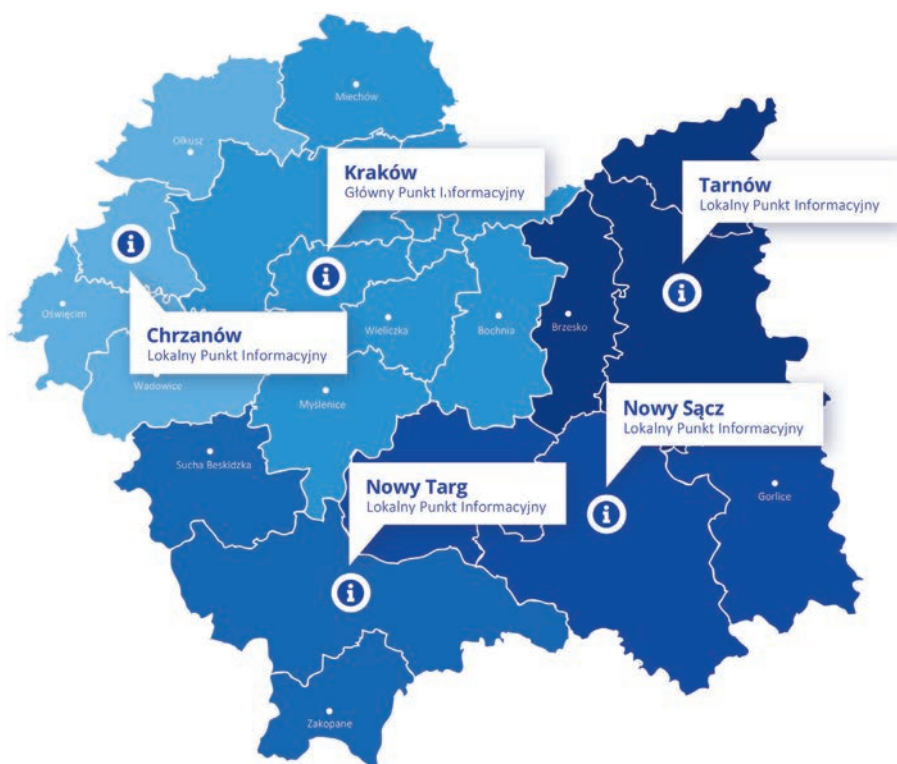 Miechów
Olkusz
Kraków
Główny Punkt Informacyjny
Tarnów
Lokalny Punkt Informacyjny
Oświęcim
Chrzanów
Lokalny Punkt Informacyjny
Wieliczka
Bochnia
Brzesko
Wadowice
Myślenice
Nowy Sącz
Lokalny Punkt Informacyjny
Sucha Beskidzka
Nowy Targ
Lokalny Punkt Informacyjny
Gorlice
Zakopane